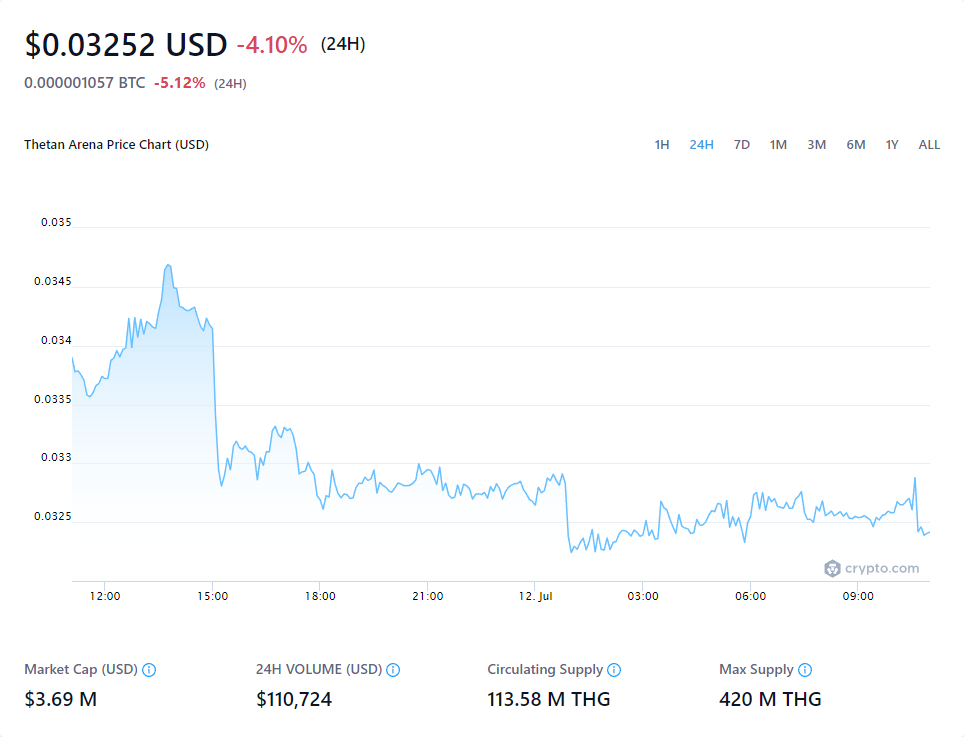 $0.03252 USD -4.10% (24H)
0.000001057 BTC -5.12% (24H)
Thetan Arena Price Chart (USD) 1H 24H 7D 1M 3M 6M 1Y ALL
0.035
0.0345
0.034
0.0335
0.033
0.0325
crypto.com
12:00 15:00 18:00 21:00 12. Jul 03:00 06:00 09:00
Market Cap (USD) 24H VOLUME (USD) Circulating Supply Max Supply
$3.69 M $110,724 113.58 M THG 420 M THG